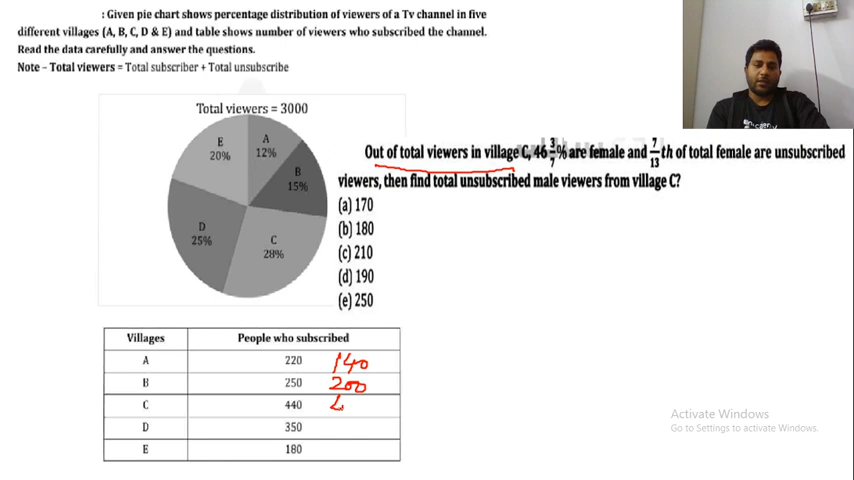 : Given pie chart shows percentage distribution of viewers of a Tv channel in five
different villages (A, B, C, D & E) and table shows number of viewers who subscribed the channel.
Read the data carefully and answer the questions.
Note – Total viewers = Total subscriber + Total unsubscribe
Total viewers = 3000
E
20%
A
12%
B
15%
D
25%
C
28%
Out of total viewers in village C, 46 3/7 % are female and 7/13 th of total female are unsubscribed
viewers, then find total unsubscribed male viewers from village C?
(a) 170
(b) 180
(c) 210
(d) 190
(e) 250
Villages People who subscribed
A 220 140
B 250 200
C 440
D 350
E 180
Activate Windows
Go to Settings to activate Windows.